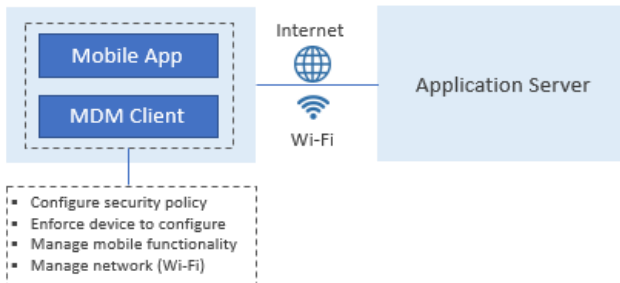 Mobile App
MDM Client
Internet
Wi-Fi
Application Server
▪ Configure security policy
▪ Enforce device to configure
▪ Manage mobile functionality
▪ Manage network (Wi-Fi)